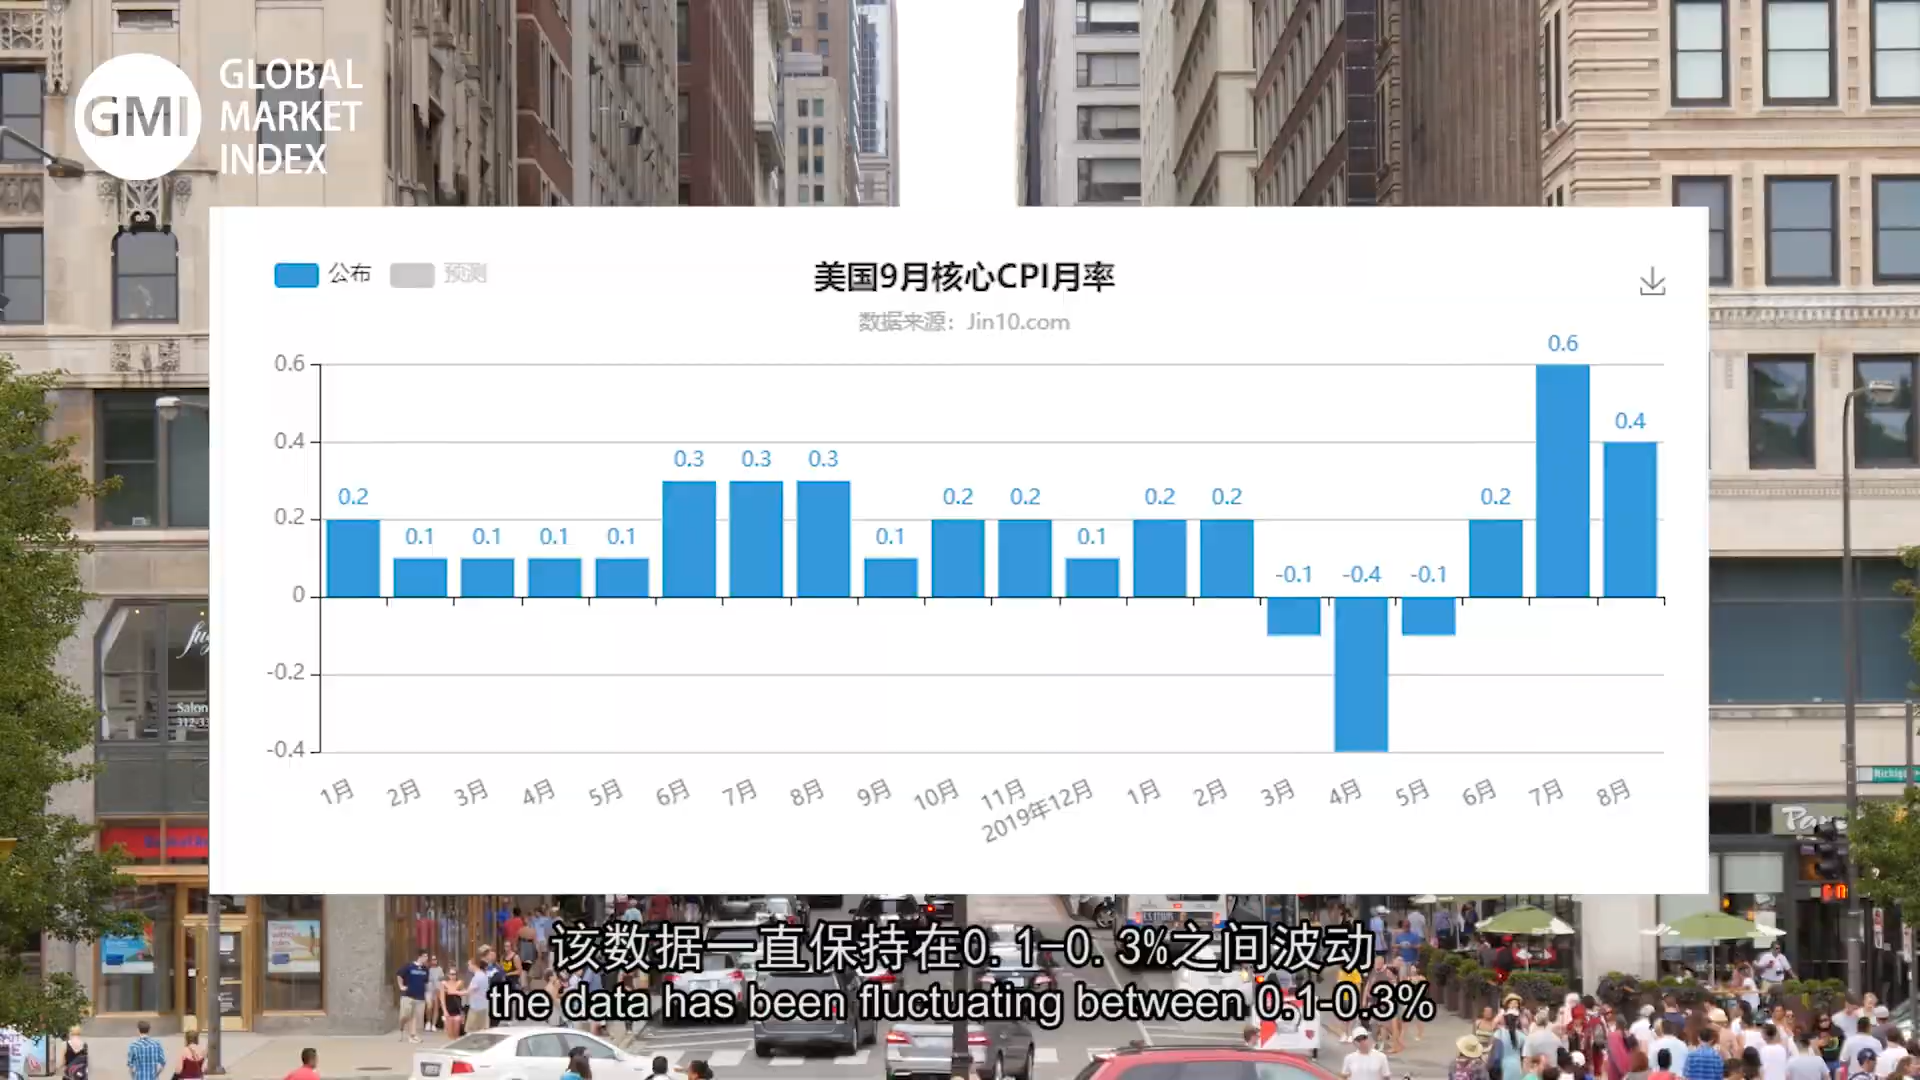 GMI
GLOBAL
MARKET
INDEX
公布 预测
美国9月核心CPI月率
数据来源：Jin10.com
0.6
0.4
0.2
0
-0.2
-0.4
0.2 0.1 0.1 0.1 0.1 0.3 0.3 0.3 0.1 0.2 0.2 0.1 0.2 0.2 -0.1 -0.4 -0.1 0.2 0.6 0.4
1月 2月 3月 4月 5月 6月 7月 8月 9月 10月 11月 2019年12月 1月 2月 3月 4月 5月 6月 7月 8月
Salon
该数据一直保持在0.1-0.3%之间波动
the data has been fluctuating between 0.1-0.3%